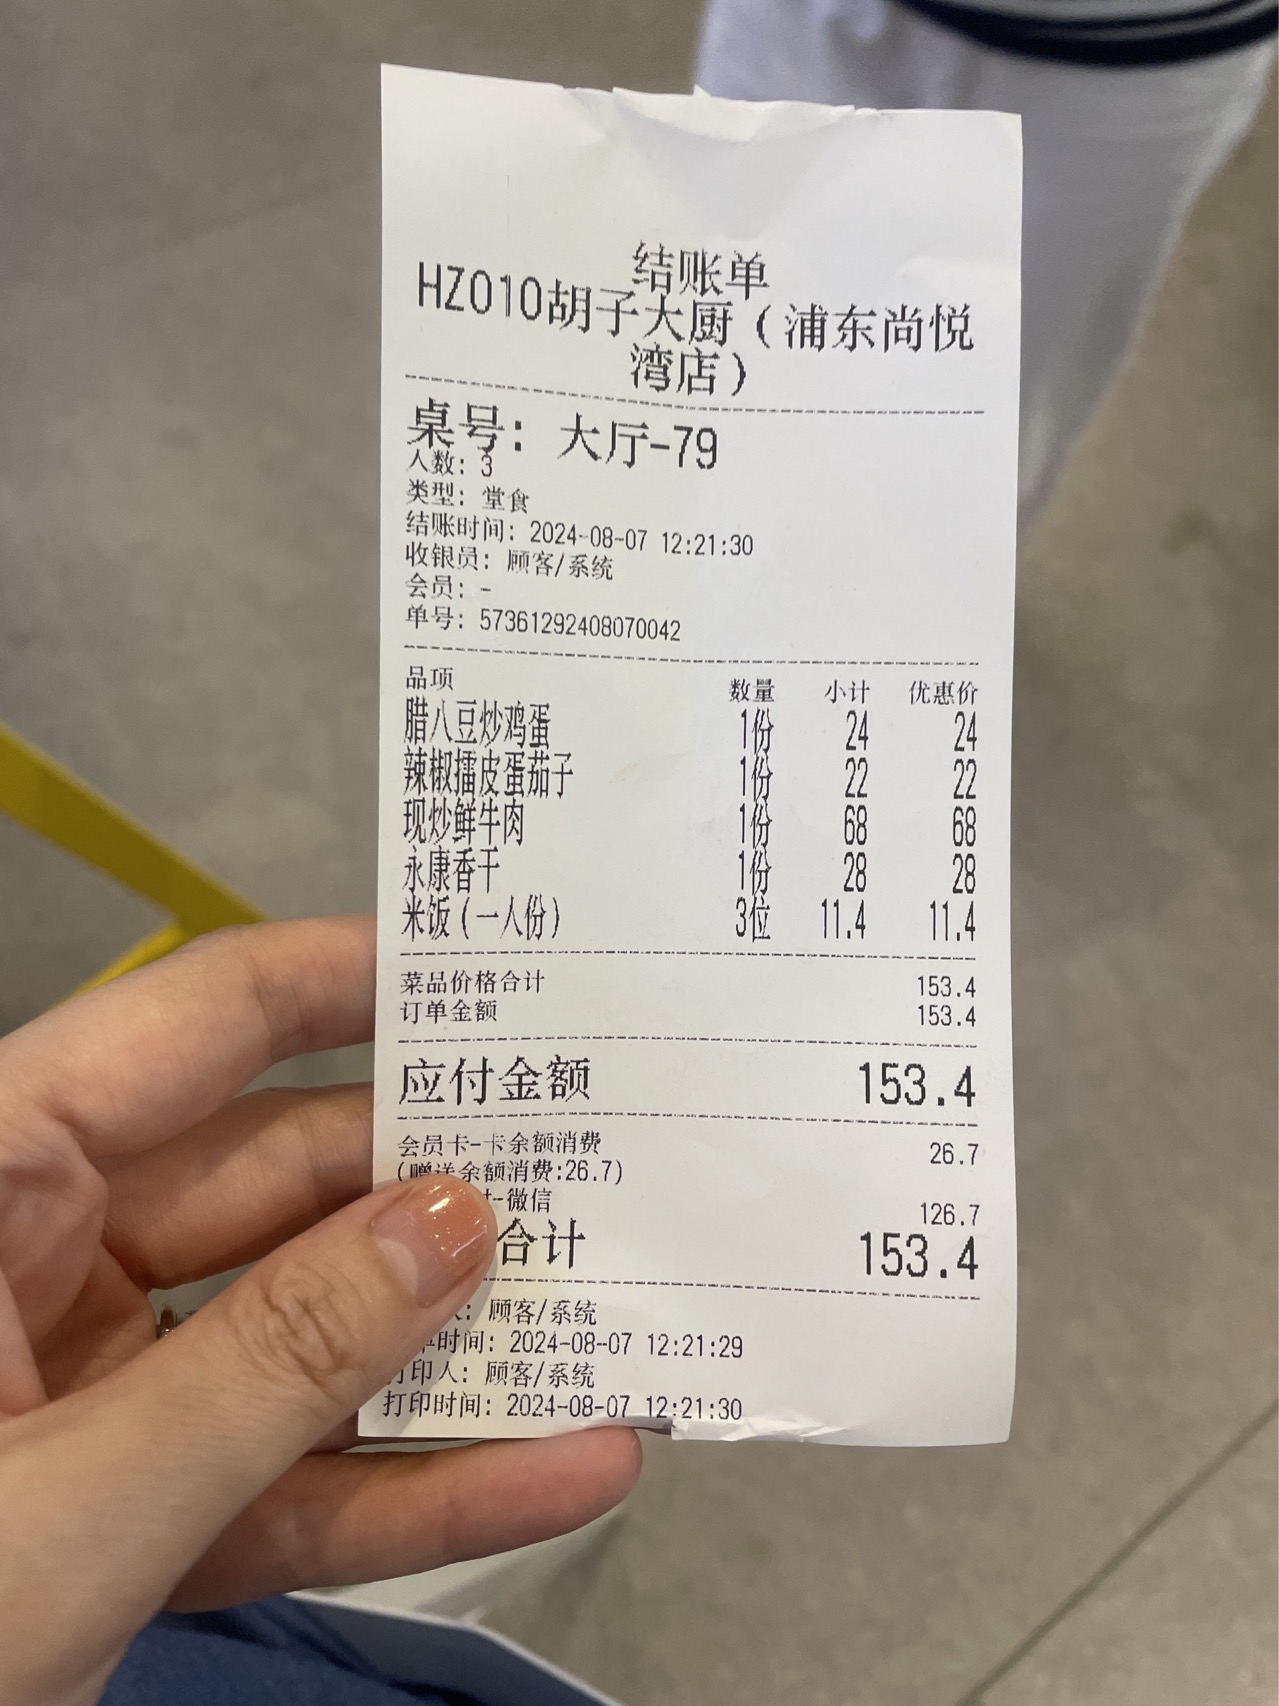 结账单
HZ010胡子大厨（浦东尚悦
湾店）
桌号：大厅-79
人数：3
类型：堂食
结账时间：2024-08-07 12:21:30
收银员：顾客/系统
会员：-
单号：57361292408070042
品项 数量 小计 优惠价
腊八豆炒鸡蛋 1份 24 24
辣椒擂皮蛋茄子 1份 22 22
现炒鲜牛肉 1份 68 68
永康香干 1份 28 28
米饭（一人份） 3位 11.4 11.4
菜品价格合计 153.4
订单金额 153.4
应付金额 153.4
会员卡-卡余额消费 26.7
(赠送余额消费:26.7)
-微信 126.7
合计 153.4
：顾客/系统
时间：2024-08-07 12:21:29
打印人：顾客/系统
打印时间：2024-08-07 12:21:30